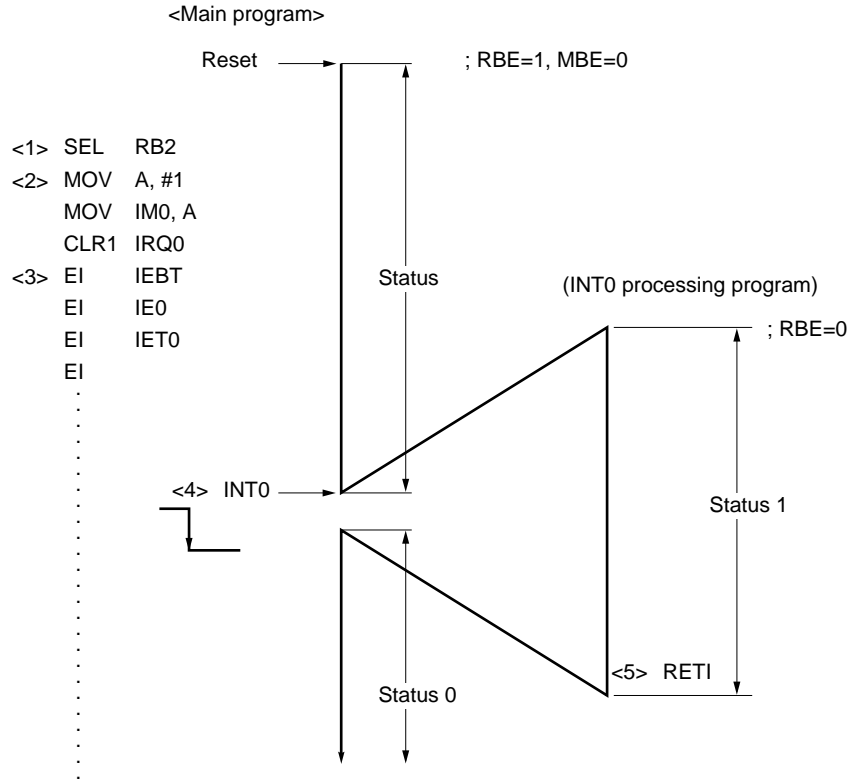 <Main program>
Reset
; RBE=1, MBE=0
<1> SEL RB2
<2> MOV A, #1
MOV IM0, A
CLR1 IRQ0
<3> EI IEBT
Status
(INT0 processing program)
EI IE0
; RBE=0
EI IET0
EI
<4> INT0
Status 1
<5> RETI
Status 0